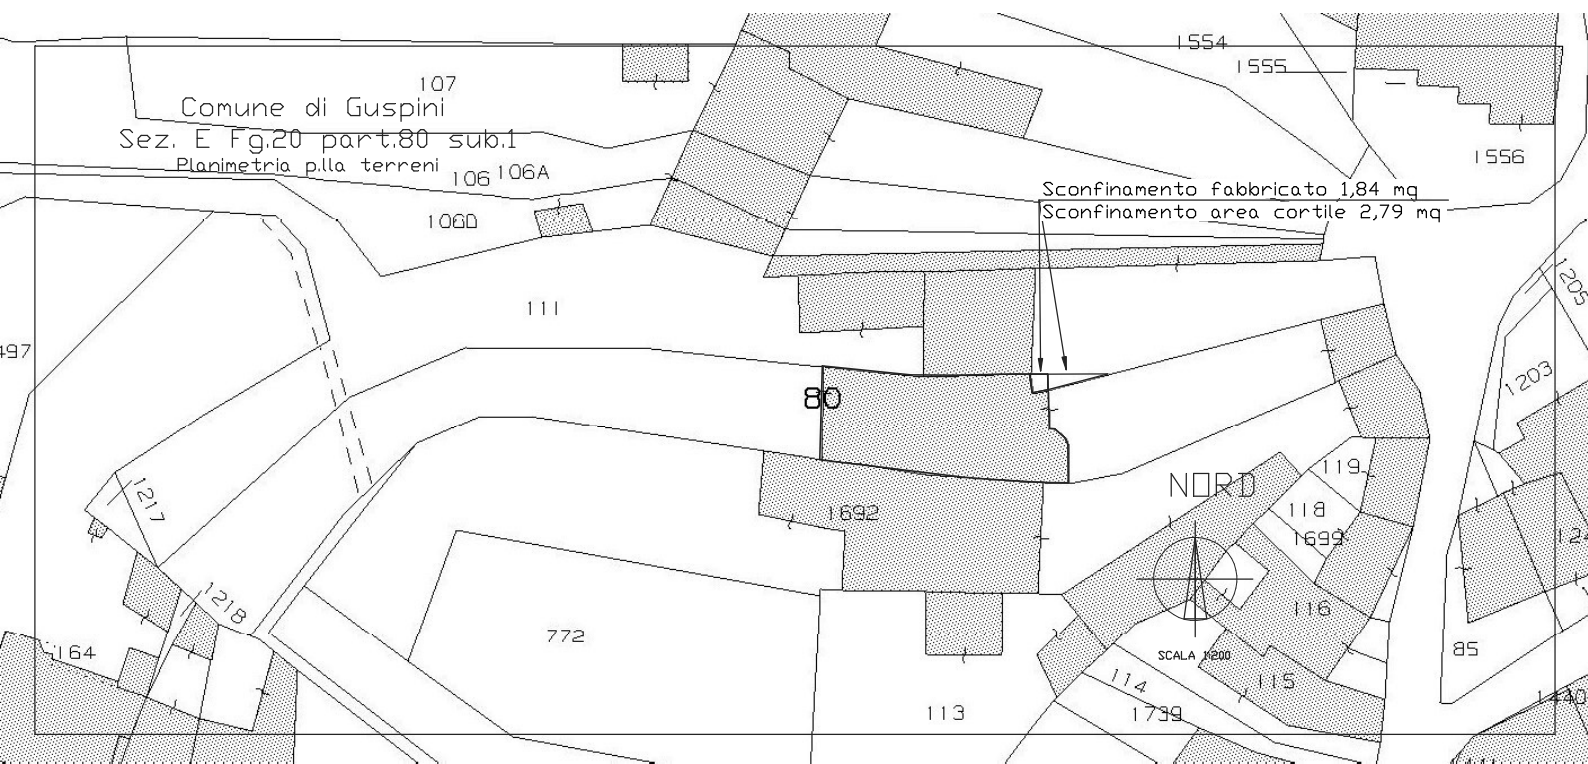 1554
1555
107
Comune di Guspini
Sez. E Fg.20 part.80 sub.1
Planimetria p.lla terreni
1556
106 106A
Sconfinamento fabbricato 1,84 mq
Sconfinamento area cortile 2,79 mq
106D
1205
111
497
1203
80
119
NORD
1217
118
1692
1699
1218
116
772
164
85
SCALA 1:200
114
115
113
1739
1440